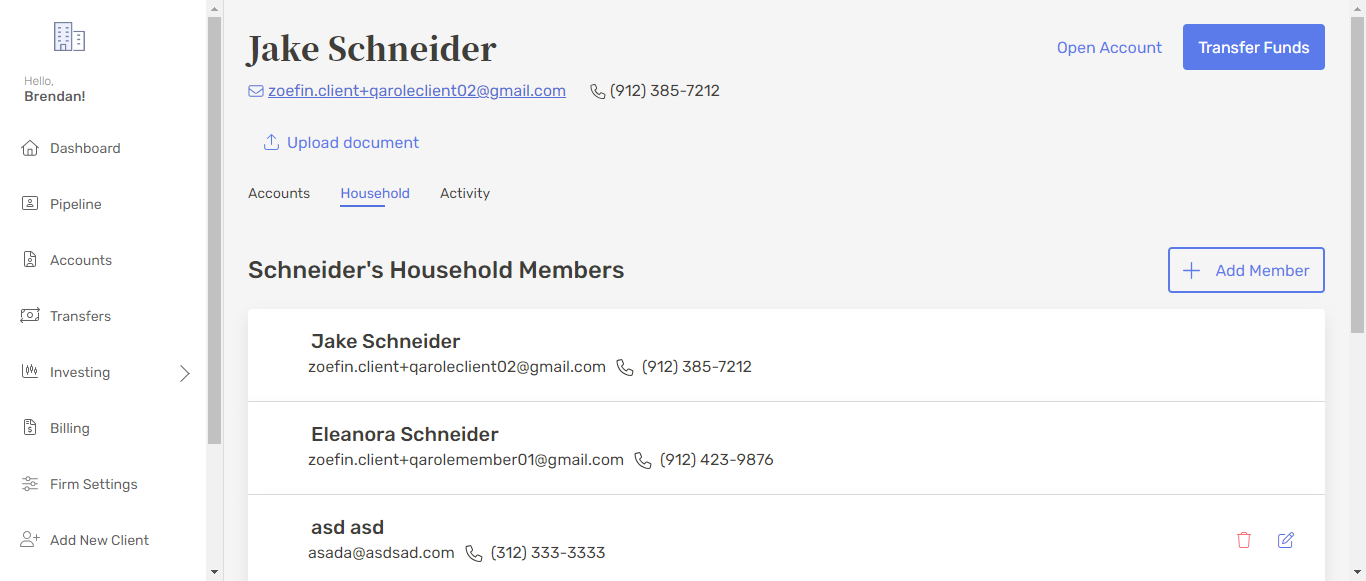 Hello,
Brendan!
Dashboard
Pipeline
Accounts
Transfers
Investing
Billing
Firm Settings
Add New Client
Jake Schneider
Open Account
Transfer Funds
zoefin.client+qaroleclient02@gmail.com (912) 385-7212
Upload document
Accounts Household Activity
Schneider's Household Members
Add Member
Jake Schneider
zoefin.client+qaroleclient02@gmail.com (912) 385-7212
Eleanora Schneider
zoefin.client+qarolemember01@gmail.com (912) 423-9876
asd asd
asada@asdsad.com (312) 333-3333